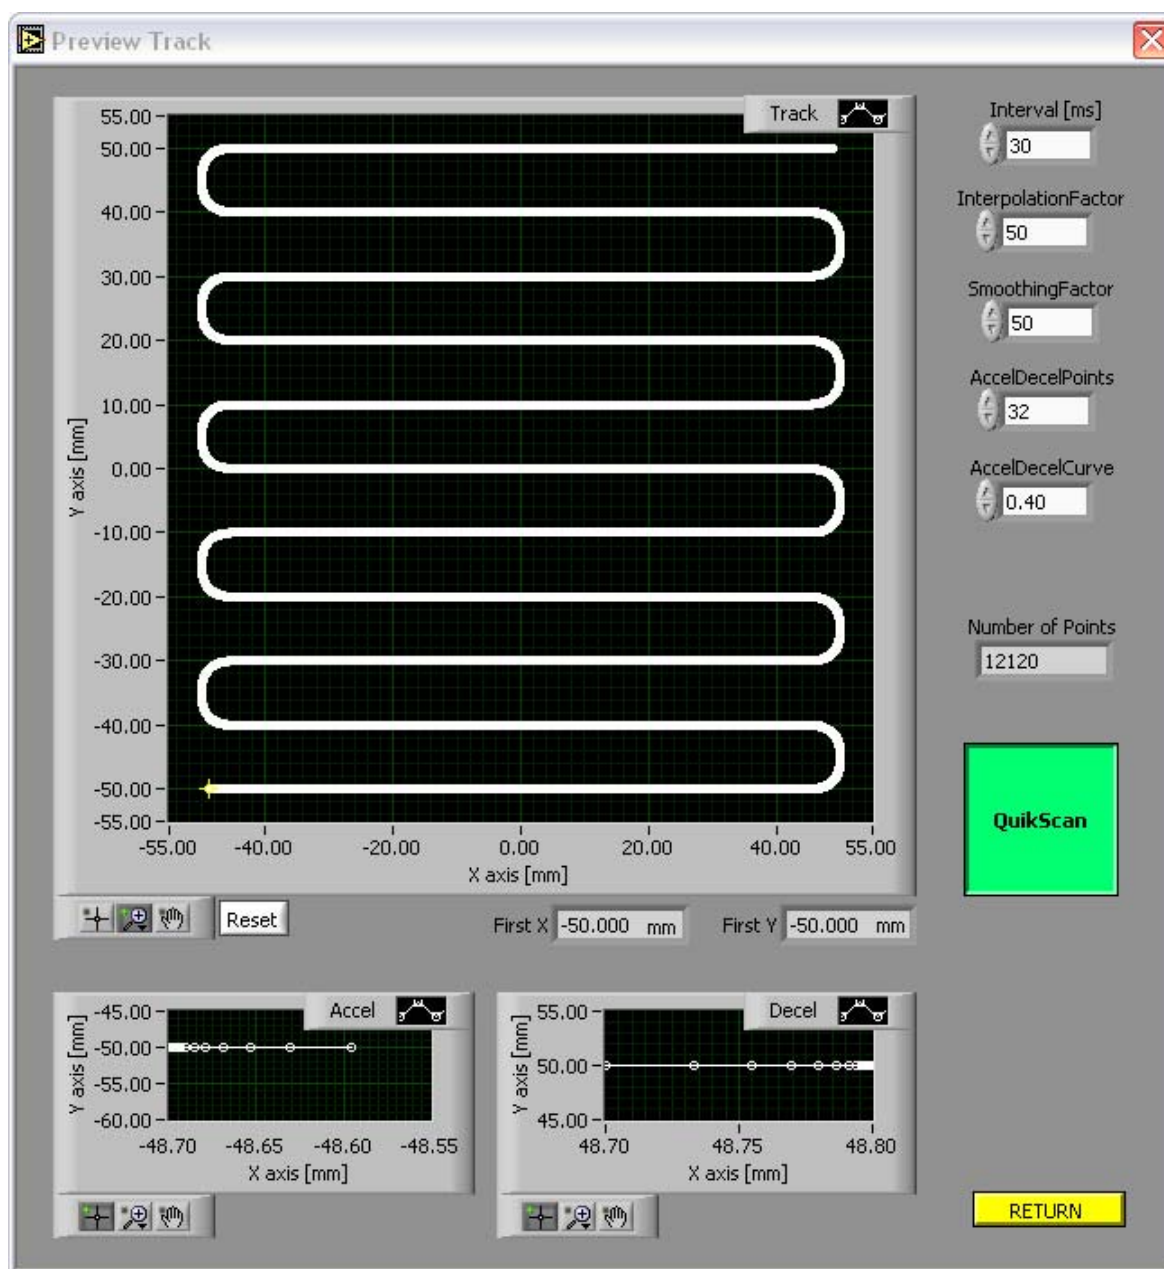 Preview Track
Track
55.00
50.00
40.00
30.00
20.00
10.00
0.00
-10.00
-20.00
-30.00
-40.00
-50.00
-55.00
Y axis [mm]
-55.00 -40.00 -20.00 0.00 20.00 40.00 55.00
X axis [mm]
Interval [ms]
30
InterpolationFactor
50
SmoothingFactor
50
AccelDecelPoints
32
AccelDecelCurve
0.40
Number of Points
12120
QuikScan
Reset
First X -50.000 mm
First Y -50.000 mm
Accel
-45.00
-50.00
-55.00
-60.00
Y axis [mm]
-48.70 -48.65 -48.60 -48.55
X axis [mm]
Decel
55.00
50.00
45.00
Y axis [mm]
48.70 48.75 48.80
X axis [mm]
RETURN